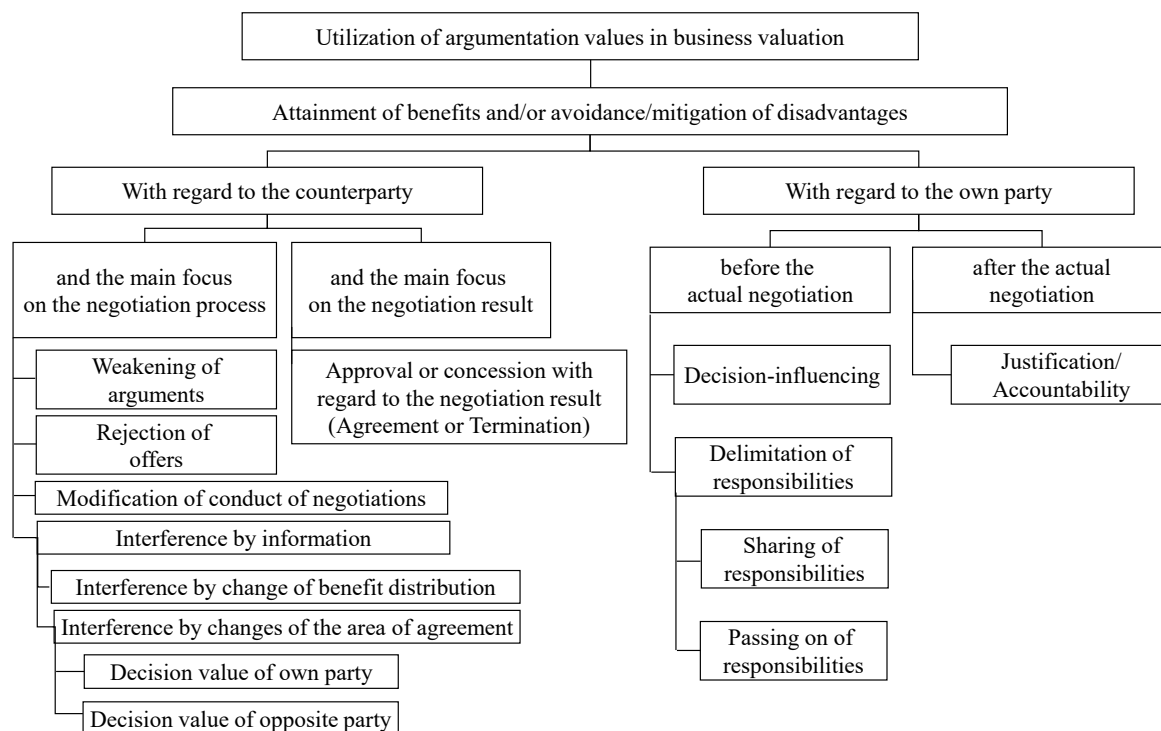 Utilization of argumentation values in business valuation
Attainment of benefits and/or avoidance/mitigation of disadvantages
With regard to the counterparty
and the main focus
on the negotiation process
Weakening of
arguments
Rejection of
offers
Modification of conduct of negotiations
Interference by information
Interference by change of benefit distribution
Interference by changes of the area of agreement
Decision value of own party
Decision value of opposite party
and the main focus
on the negotiation result
Approval or concession with
regard to the negotiation result
(Agreement or Termination)
With regard to the own party
before the
actual negotiation
Decision-influencing
Delimitation of
responsibilities
Sharing of
responsibilities
Passing on of
responsibilities
after the actual
negotiation
Justification/
Accountability